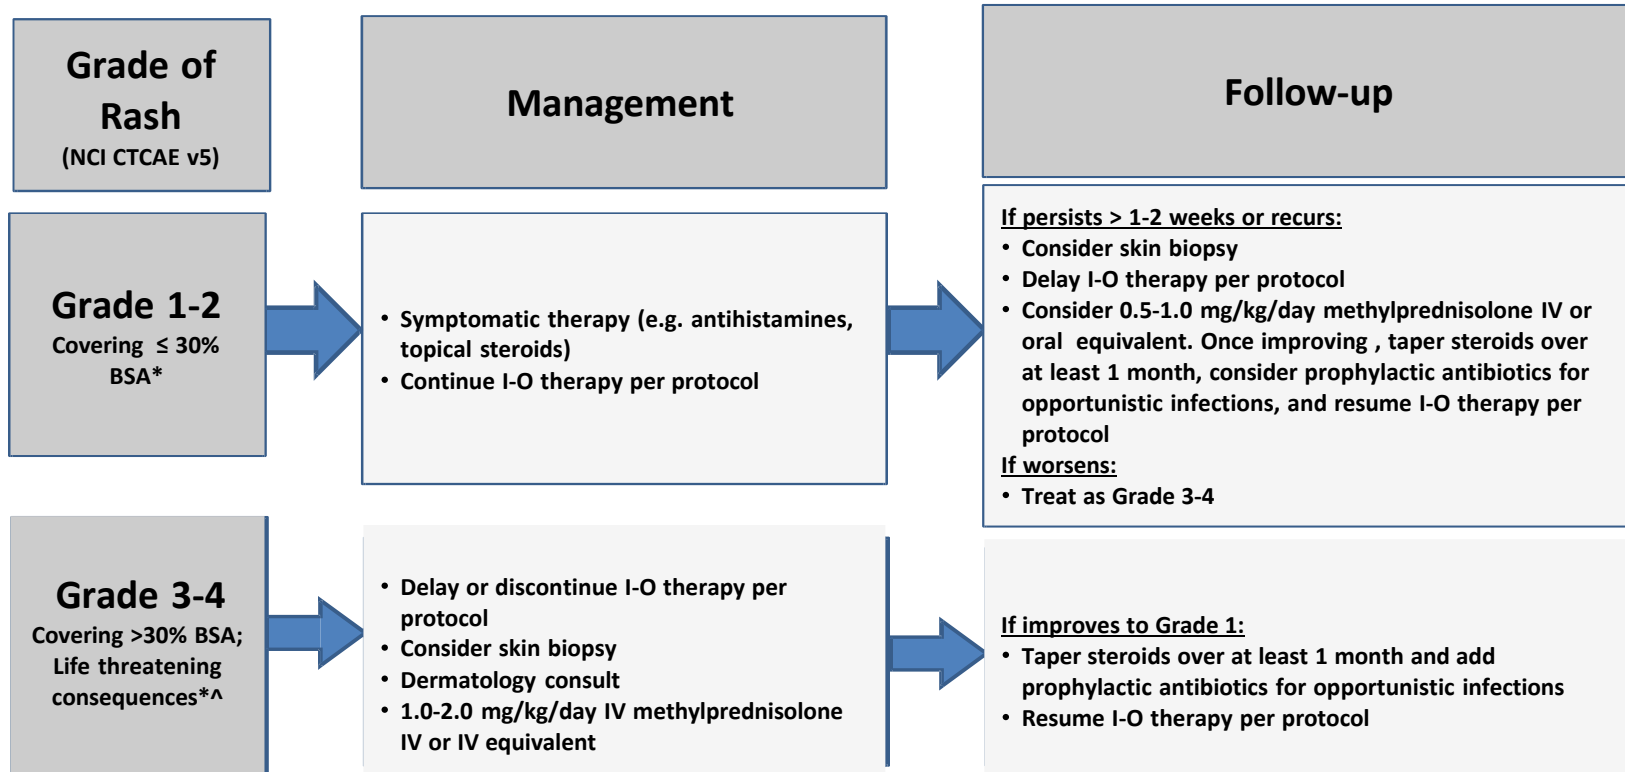 Grade of
Rash
(NCI CTCAE v5)
Management
Follow-up
Grade 1-2
Covering ≤ 30%
BSA*
• Symptomatic therapy (e.g. antihistamines,
topical steroids)
• Continue I-O therapy per protocol
If persists > 1-2 weeks or recurs:
• Consider skin biopsy
• Delay I-O therapy per protocol
• Consider 0.5-1.0 mg/kg/day methylprednisolone IV or
oral equivalent. Once improving , taper steroids over
at least 1 month, consider prophylactic antibiotics for
opportunistic infections, and resume I-O therapy per
protocol
If worsens:
• Treat as Grade 3-4
Grade 3-4
Covering >30% BSA;
Life threatening
consequences*^
• Delay or discontinue I-O therapy per
protocol
• Consider skin biopsy
• Dermatology consult
• 1.0-2.0 mg/kg/day IV methylprednisolone
IV or IV equivalent
If improves to Grade 1:
• Taper steroids over at least 1 month and add
prophylactic antibiotics for opportunistic infections
• Resume I-O therapy per protocol